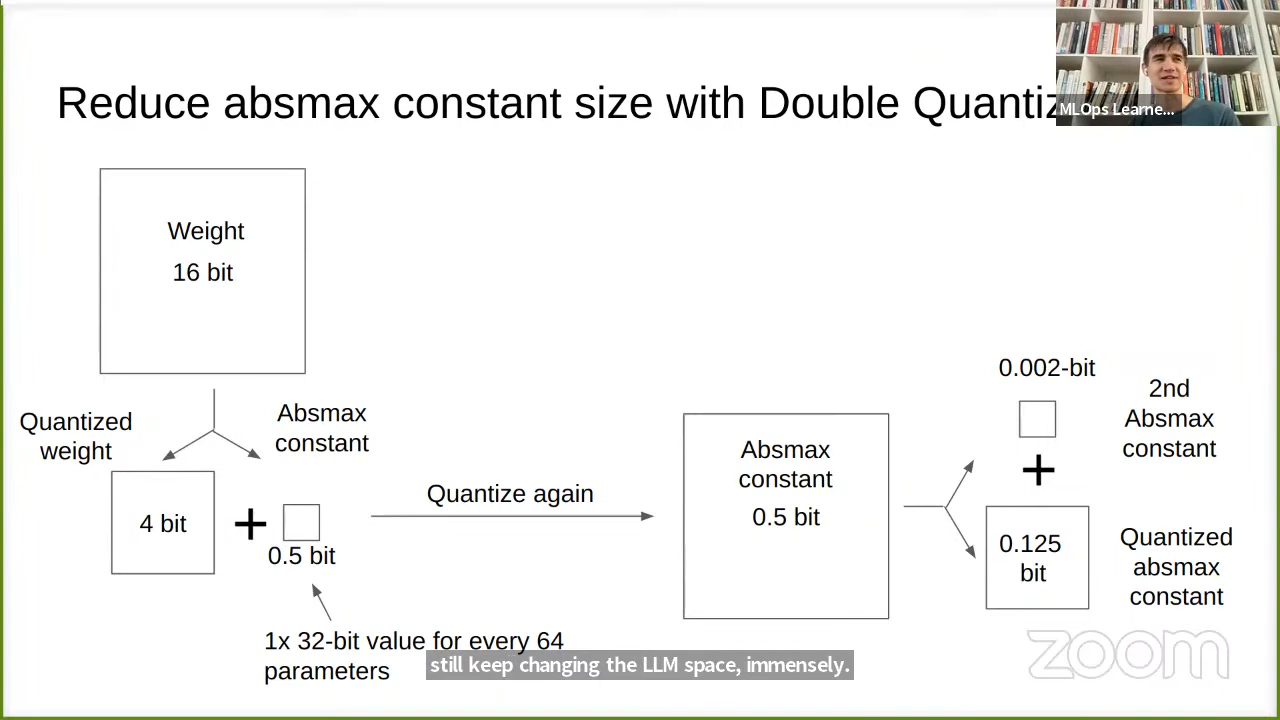 Reduce absmax constant size with Double Quantiz
MLOps Learne...
Weight
16 bit
Quantized
weight
Absmax
constant
4 bit
+
0.5 bit
1x 32-bit value for every 64
parameters
Quantize again
Absmax
constant
0.5 bit
0.002-bit
2nd
Absmax
constant
+
0.125
bit
Quantized
absmax
constant
still keep changing the LLM space, immensely.
zoom